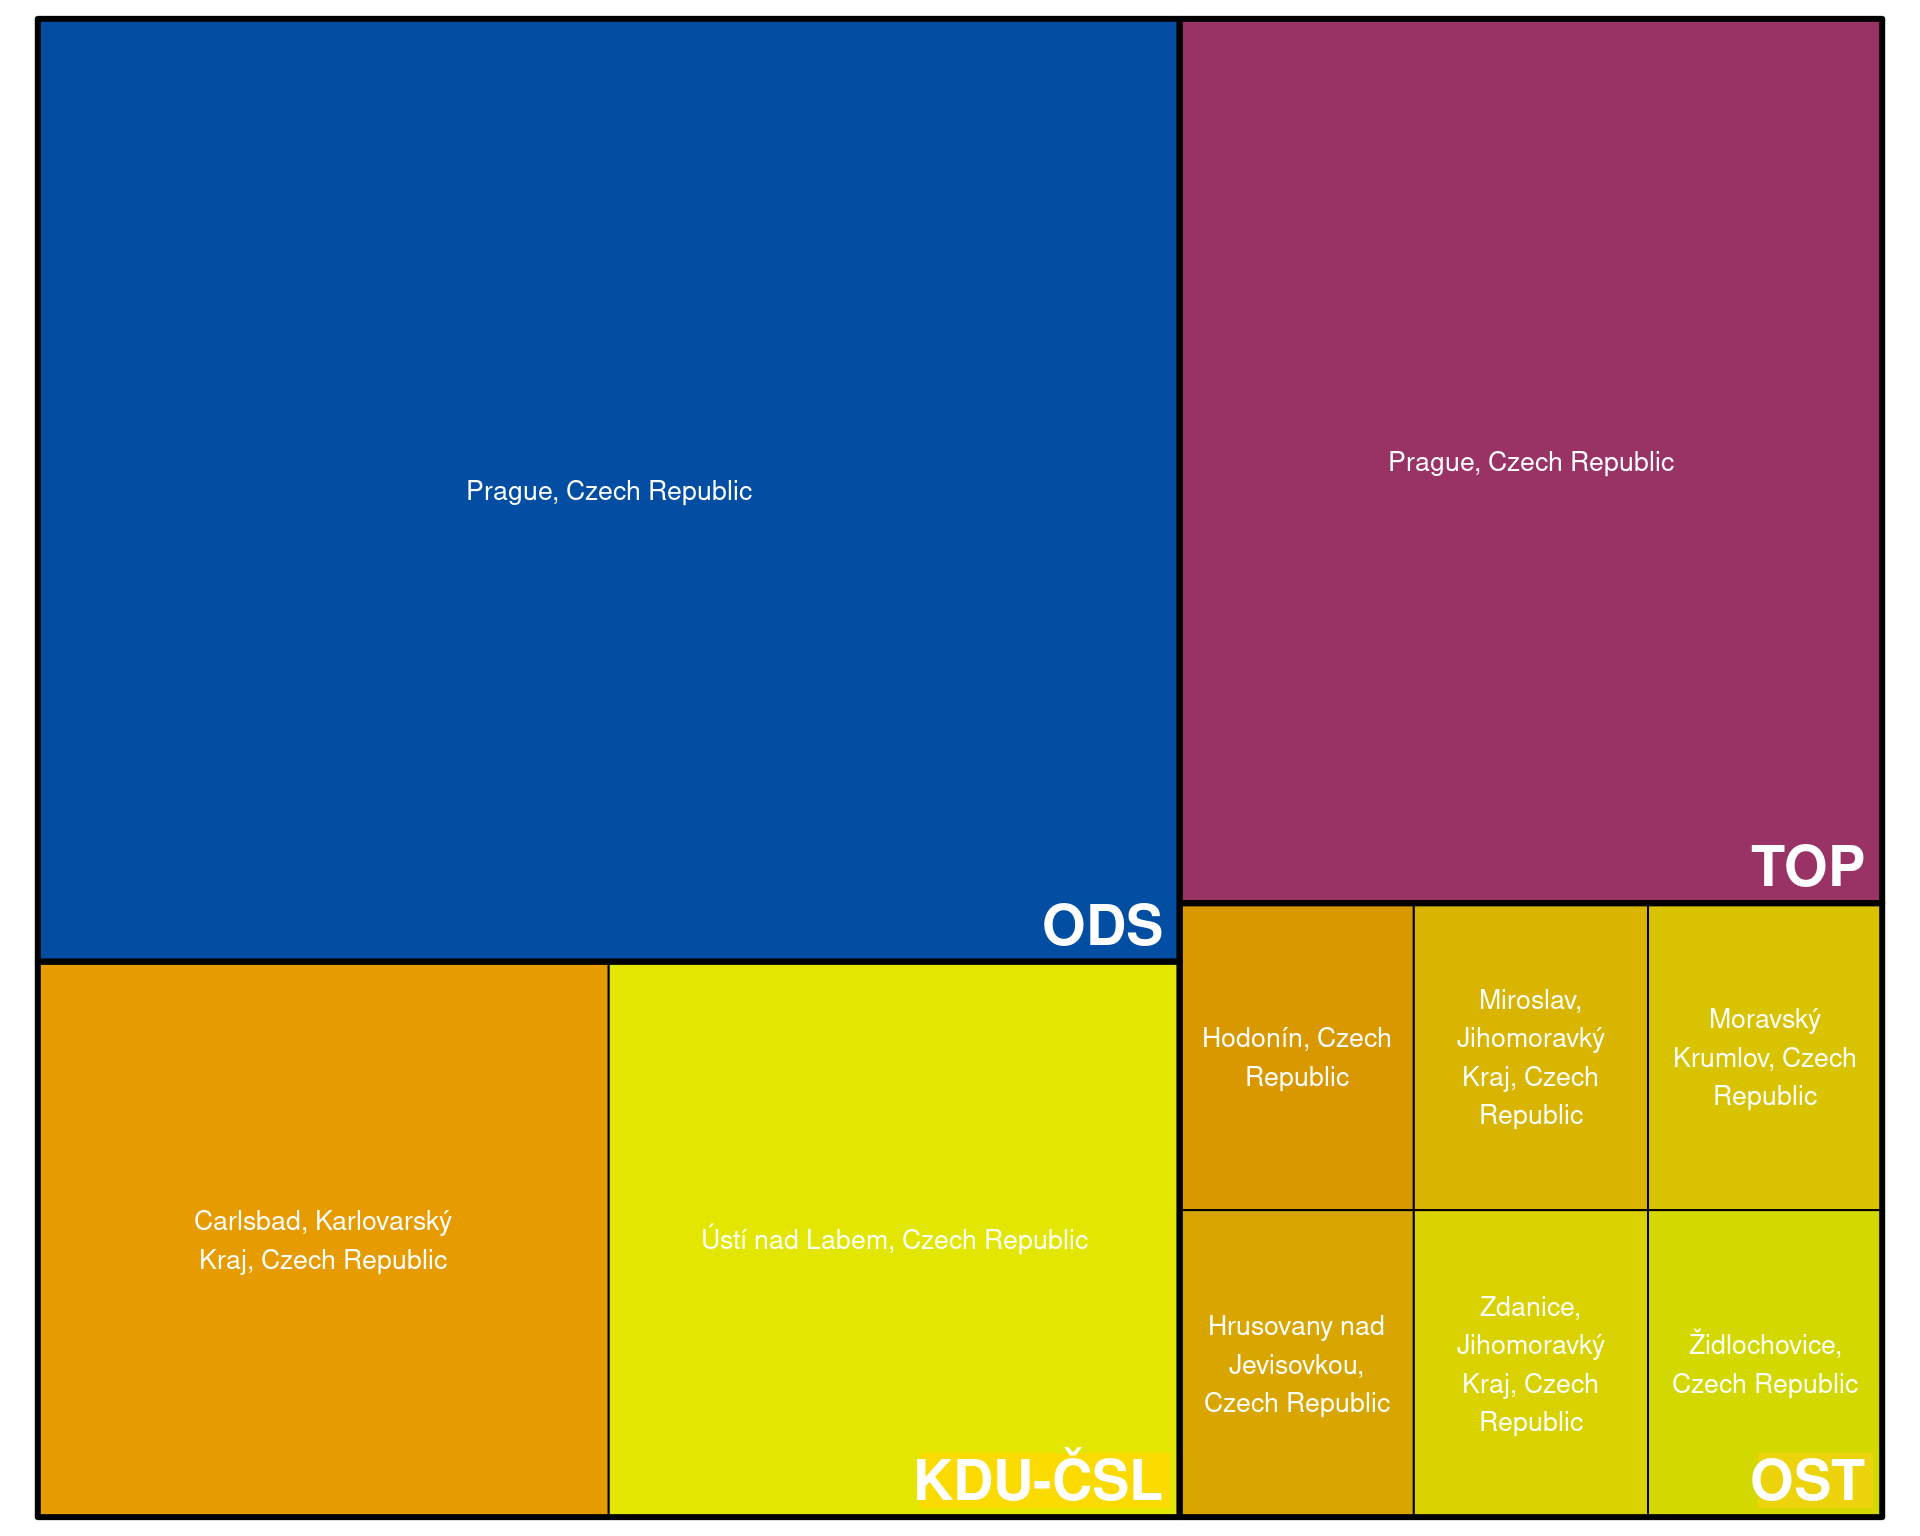 Prague, Czech Republic
ODS
Prague, Czech Republic
TOP
Carlsbad, Karlovarský
Kraj, Czech Republic
Ústí nad Labem, Czech Republic
KDU-ČSL
Hodonín, Czech
Republic
Miroslav,
Jihomoravký
Kraj, Czech
Republic
Moravský
Krumlov, Czech
Republic
Hrusovany nad
Jevisovkou,
Czech Republic
Zdanice,
Jihomoravký
Kraj, Czech
Republic
Židlochovice,
Czech Republic
OST